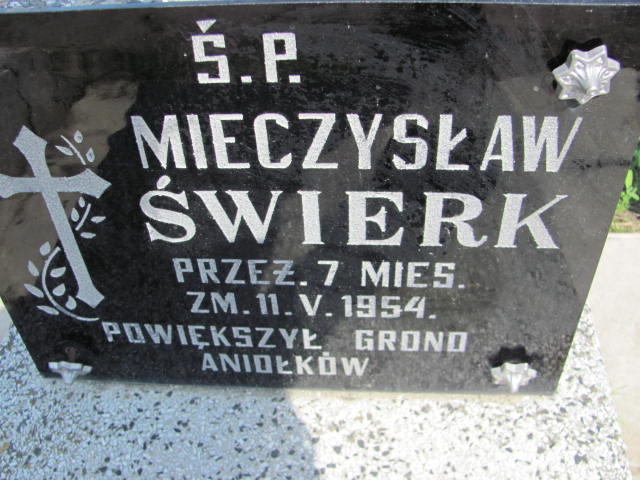 Ś.P.
MIECZYSŁAW
ŚWIERK
PRZEŻ. 7 MIES.
ZM. 11. V. 1954.
POWIĘKSZYŁ GRONO
ANIOŁKÓW